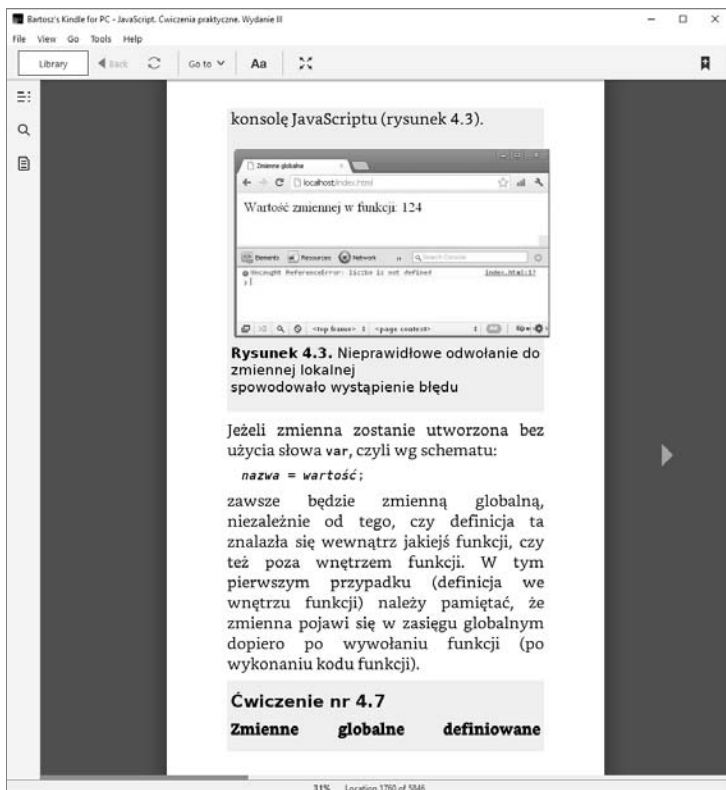 Bartosz's Kindle for PC - JavaScript. Ćwiczenia praktyczne. Wydanie III
File View Go Tools Help
Library Back Go to Aa
konsolę JavaScriptu (rysunek 4.3).
Zmienne globalne
localhost/index.html
Wartość zmiennej w funkcji: 124
Elements Resources Network » Search Console
Uncaught ReferenceError: liczba is not defined index.html:17
>
<top frame> <page context>
Rysunek 4.3. Nieprawidłowe odwołanie do
zmiennej lokalnej
spowodowało wystąpienie błędu
Jeżeli zmienna zostanie utworzona bez
użycia słowa var, czyli wg schematu:
nazwa = wartość;
zawsze będzie zmienną globalną,
niezależnie od tego, czy definicja ta
znalazła się wewnątrz jakiejś funkcji, czy
też poza wnętrzem funkcji. W tym
pierwszym przypadku (definicja we
wnętrzu funkcji) należy pamiętać, że
zmienna pojawi się w zasięgu globalnym
dopiero po wywołaniu funkcji (po
wykonaniu kodu funkcji).
Ćwiczenie nr 4.7
Zmienne globalne definiowane
31% Location 1760 of 5846